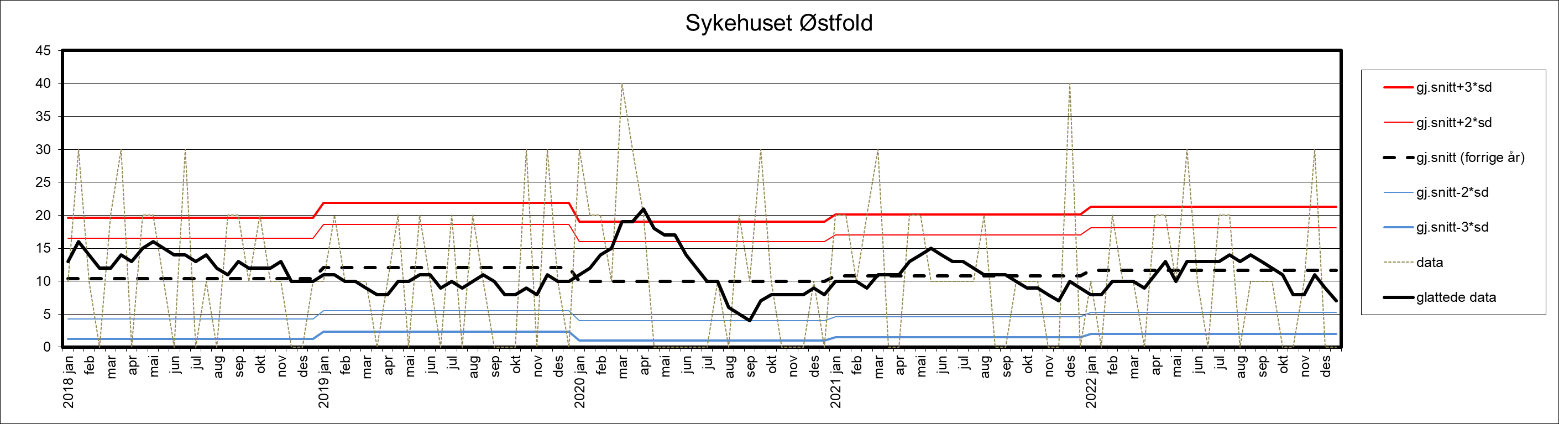 Sykehuset Østfold
45
40
35
30
25
20
15
10
5
0
2018 jan
feb
mar
apr
mai
jun
jul
aug
sep
okt
nov
des
2019 jan
feb
mar
apr
mai
jun
jul
aug
sep
okt
nov
des
2020 jan
feb
mar
apr
mai
jun
jul
aug
sep
okt
nov
des
2021 jan
feb
mar
apr
mai
jun
jul
aug
sep
okt
nov
des
2022 jan
feb
mar
apr
mai
jun
jul
aug
sep
okt
nov
des
gj.snitt+3*sd
gj.snitt+2*sd
gj.snitt (forrige år)
gj.snitt-2*sd
gj.snitt-3*sd
data
glattede data